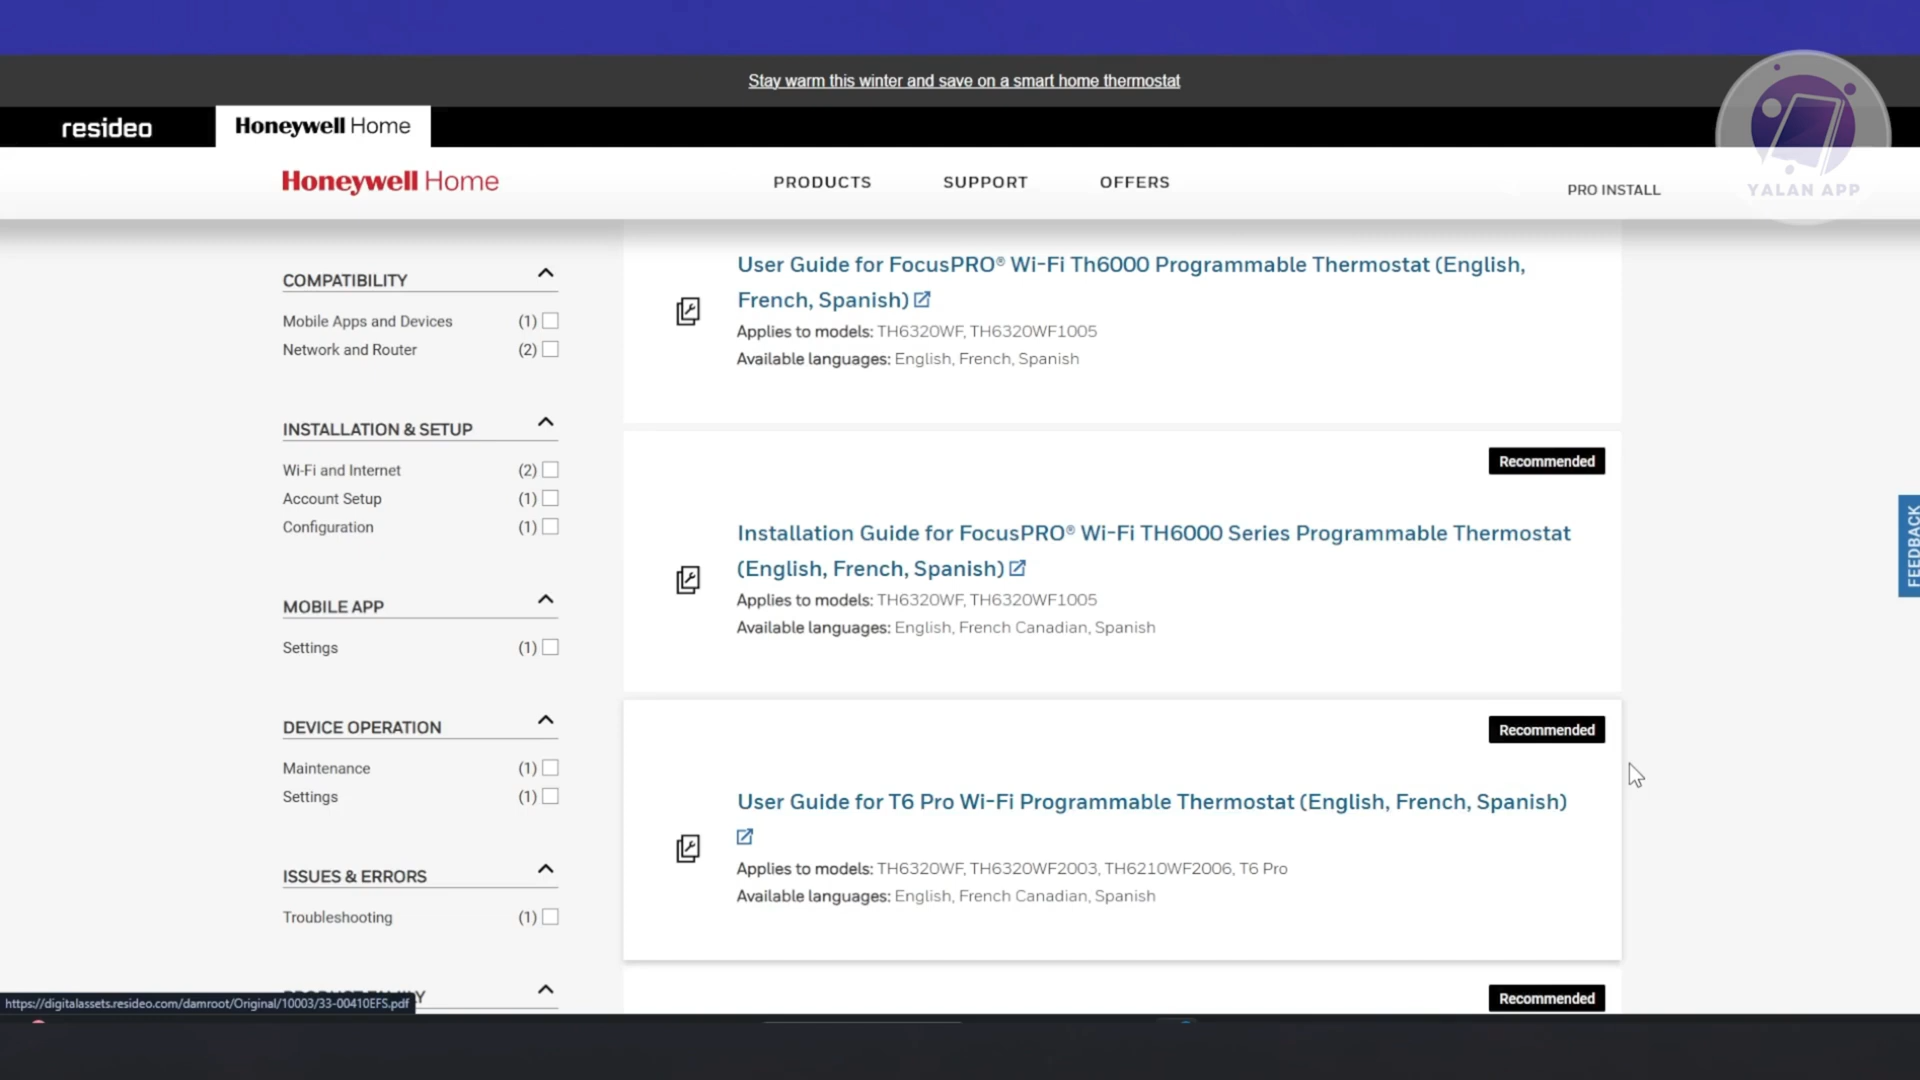 Stay warm this winter and save on a smart home thermostat
resideo
Honeywell Home
Honeywell Home
PRODUCTS
SUPPORT
OFFERS
PRO INSTALL
YALAN APP
COMPATIBILITY
Mobile Apps and Devices (1)
Network and Router (2)
INSTALLATION & SETUP
Wi-Fi and Internet (2)
Account Setup (1)
Configuration (1)
MOBILE APP
Settings (1)
DEVICE OPERATION
Maintenance (1)
Settings (1)
ISSUES & ERRORS
Troubleshooting (1)
User Guide for FocusPRO® Wi-Fi Th6000 Programmable Thermostat (English,
French, Spanish)
Applies to models: TH6320WF, TH6320WF1005
Available languages: English, French, Spanish
Recommended
Installation Guide for FocusPRO® Wi-Fi TH6000 Series Programmable Thermostat
(English, French, Spanish)
Applies to models: TH6320WF, TH6320WF1005
Available languages: English, French Canadian, Spanish
Recommended
User Guide for T6 Pro Wi-Fi Programmable Thermostat (English, French, Spanish)
Applies to models: TH6320WF, TH6320WF2003, TH6210WF2006, T6 Pro
Available languages: English, French Canadian, Spanish
Recommended
FEEDBACK
https://digitalassets.resideo.com/damroot/Original/10003/33-00410EFS.pdf